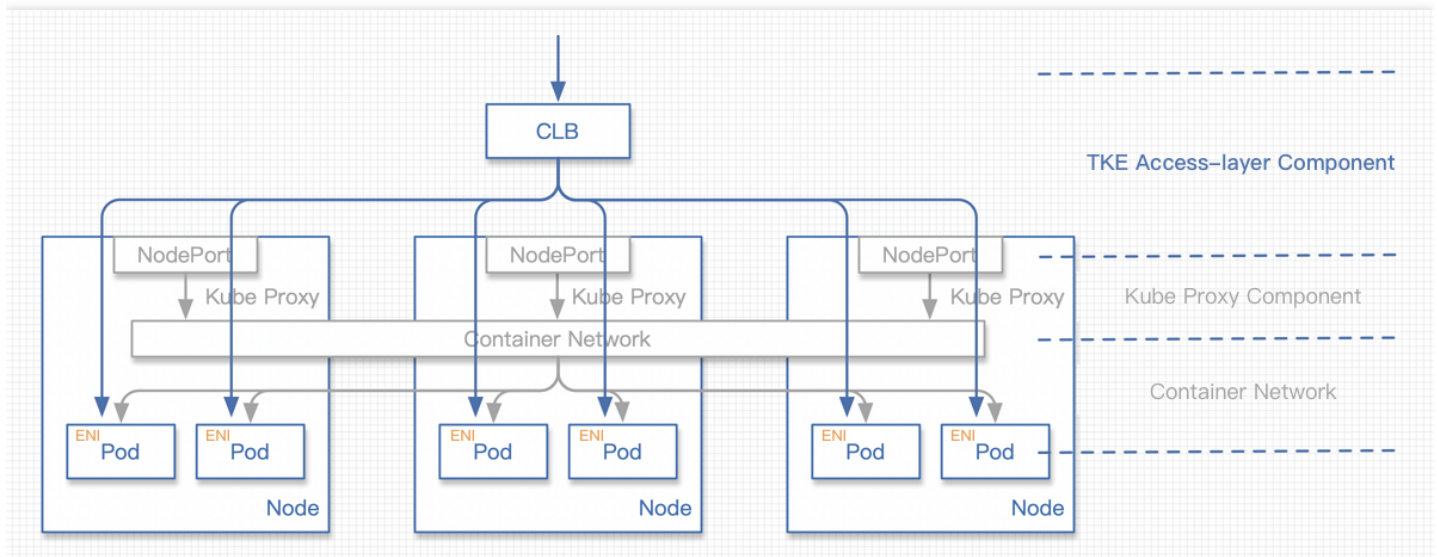 CLB
TKE Access-layer Component
NodePort
NodePort
NodePort
Kube Proxy
Kube Proxy
Kube Proxy
Kube Proxy Component
Container Network
Container Network
ENI
Pod
ENI
Pod
ENI
Pod
ENI
Pod
ENI
Pod
ENI
Pod
Node
Node
Node